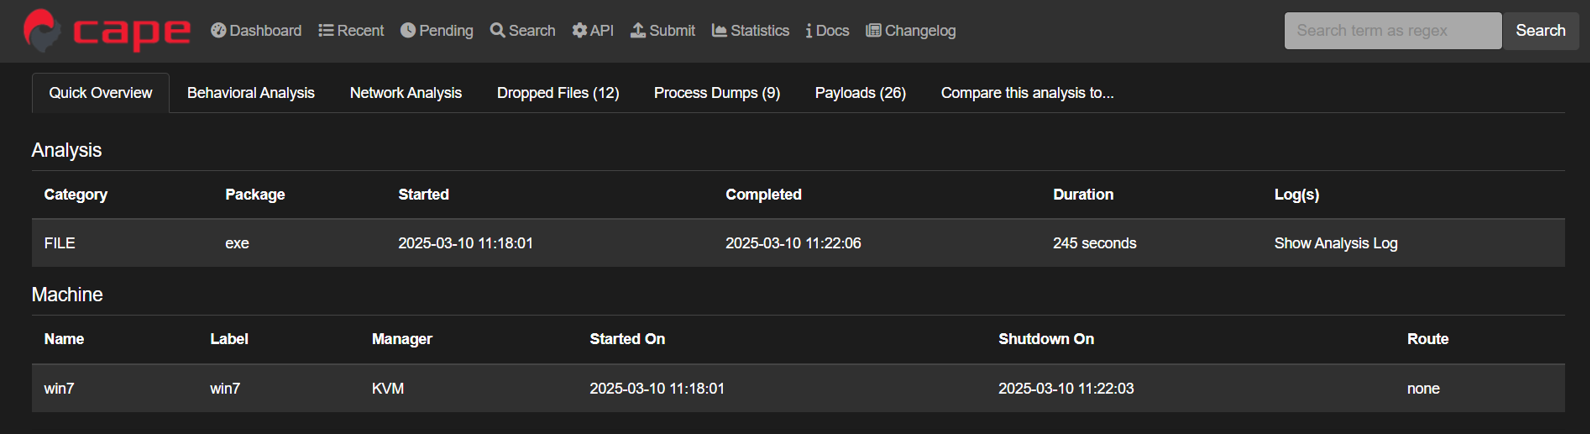 cape Dashboard Recent Pending Search API Submit Statistics Docs Changelog Search term as regex Search
Quick Overview Behavioral Analysis Network Analysis Dropped Files (12) Process Dumps (9) Payloads (26) Compare this analysis to...
Analysis
Category Package Started Completed Duration Log(s)
FILE exe 2025-03-10 11:18:01 2025-03-10 11:22:06 245 seconds Show Analysis Log
Machine
Name Label Manager Started On Shutdown On Route
win7 win7 KVM 2025-03-10 11:18:01 2025-03-10 11:22:03 none